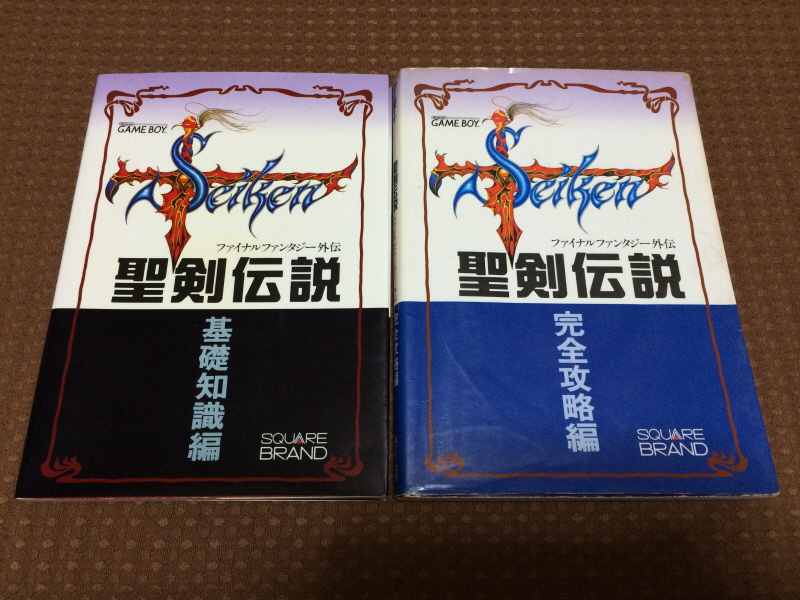 GAME BOY
Seiken
ファイナルファンタジー外伝
聖剣伝説
基礎知識編
SQUARE
BRAND
GAME BOY
Seiken
ファイナルファンタジー外伝
聖剣伝説
完全攻略編
SQUARE
BRAND